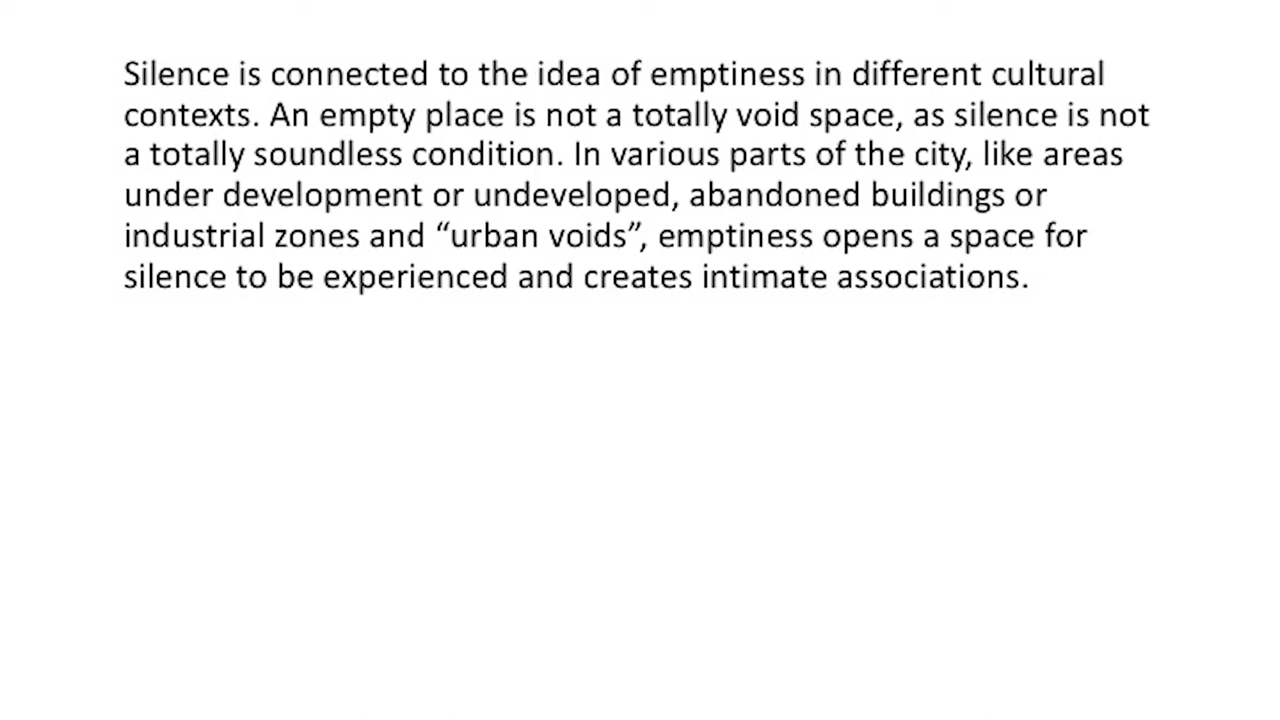 Silence is connected to the idea of emptiness in different cultural
contexts. An empty place is not a totally void space, as silence is not
a totally soundless condition. In various parts of the city, like areas
under development or undeveloped, abandoned buildings or
industrial zones and “urban voids”, emptiness opens a space for
silence to be experienced and creates intimate associations.